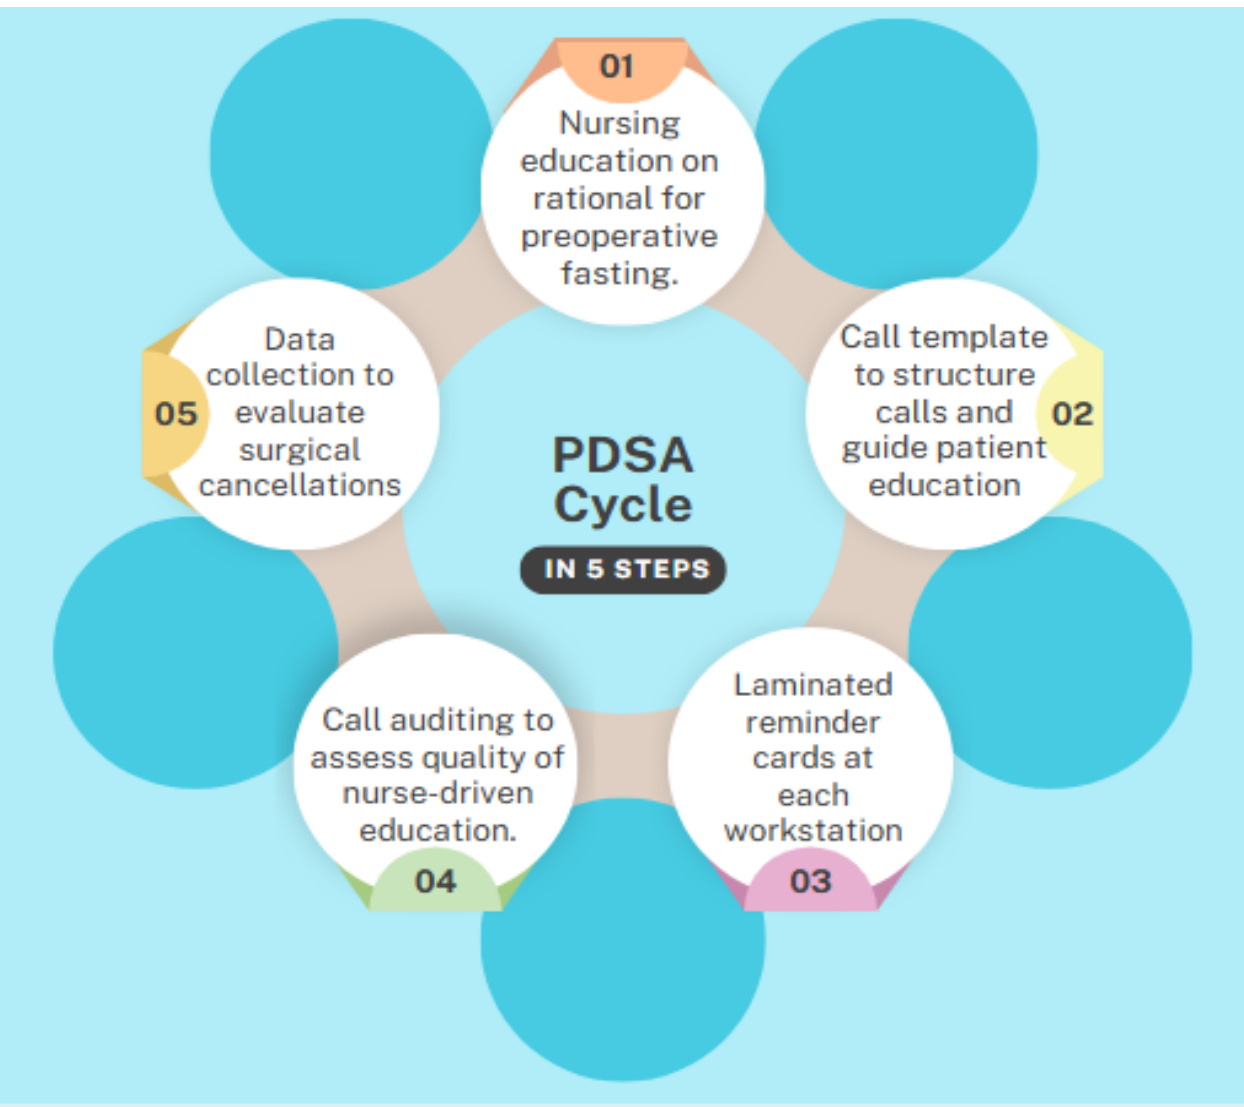 01
Nursing
education on
rational for
preoperative
fasting.
Call template
to structure
calls and
guide patient
education
02
Laminated
reminder
cards at
each
workstation
03
Call auditing to
assess quality of
nurse-driven
education.
04
Data
collection to
evaluate
surgical
cancellations
05
PDSA
Cycle
IN 5 STEPS